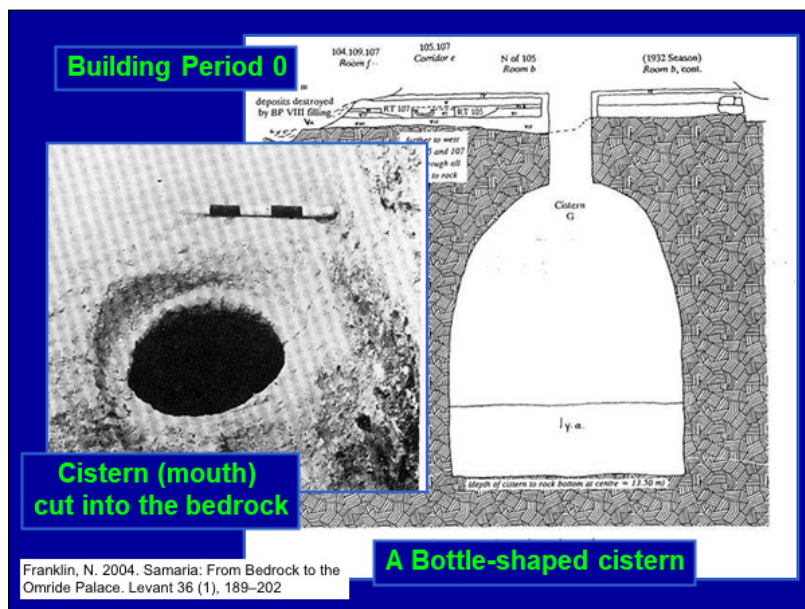 Building Period 0
104.109.107
Room f
105.107
Corridor e
N of 105
Room b
(1932 Season)
Room b, cont.
deposits destroyed
by BP VIII filling
RT 107
RT 105
further to west
and 107
rough all
to rock
Cistern
G
(depth of cistern to rock bottom at centre = 13.50 m)
Cistern (mouth)
cut into the bedrock
A Bottle-shaped cistern
Franklin, N. 2004. Samaria: From Bedrock to the
Omride Palace. Levant 36 (1), 189–202